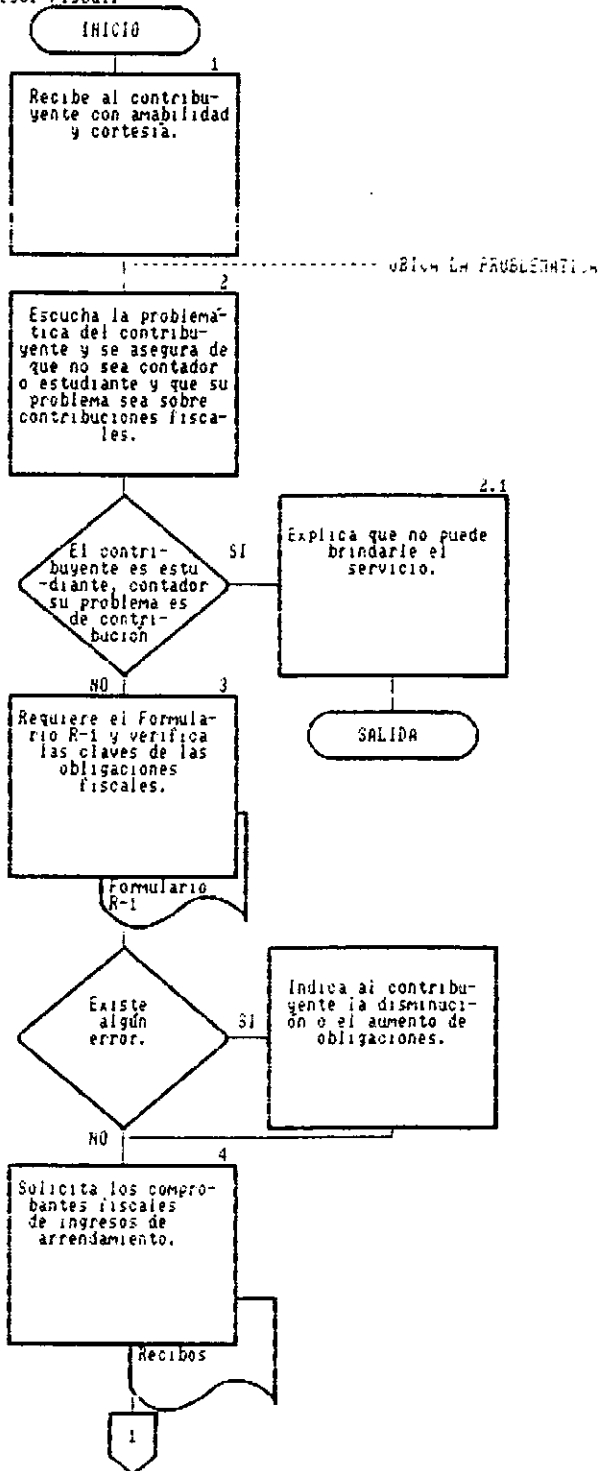 INICIO
1
Recibe al contribu-
yente con amabilidad
y cortesía.
UBICA LA PROBLEMATICA
2
Escucha la problemá-
tica del contribu-
yente y se asegura de
que no sea contador
o estudiante y que su
problema sea sobre
contribuciones fisca-
les.
El contri-
buyente es estu
-diante, contador
su problema es
de contri-
bución
SI
2.1
Explica que no puede
brindarle el
servicio.
SALIDA
NO
3
Requiere el Formula-
rio R-1 y verifica
las claves de las
obligaciones
fiscales.
Formulario
R-1
Existe
algún
error.
SI
Indica al contribu-
yente la disminuci-
ón o el aumento de
obligaciones.
NO
4
Solicita los compro-
bantes fiscales
de ingresos de
arrendamiento.
Recibos
1